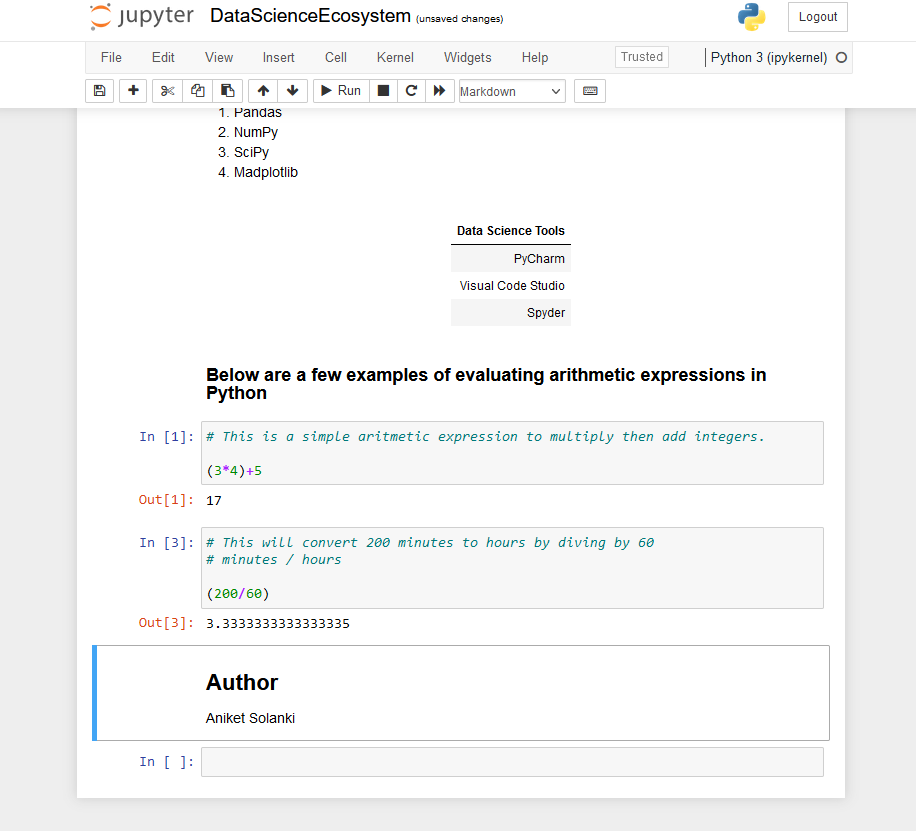 jupyter DataScienceEcosystem (unsaved changes) Logout
File Edit View Insert Cell Kernel Widgets Help Trusted Python 3 (ipykernel)
Run Markdown
1. Pandas
2. NumPy
3. SciPy
4. Madplotlib
Data Science Tools
PyCharm
Visual Code Studio
Spyder
Below are a few examples of evaluating arithmetic expressions in
Python
In [1]: # This is a simple aritmetic expression to multiply then add integers.
(3*4)+5
Out[1]: 17
In [3]: # This will convert 200 minutes to hours by diving by 60
# minutes / hours
(200/60)
Out[3]: 3.3333333333333335
Author
Aniket Solanki
In [ ]: